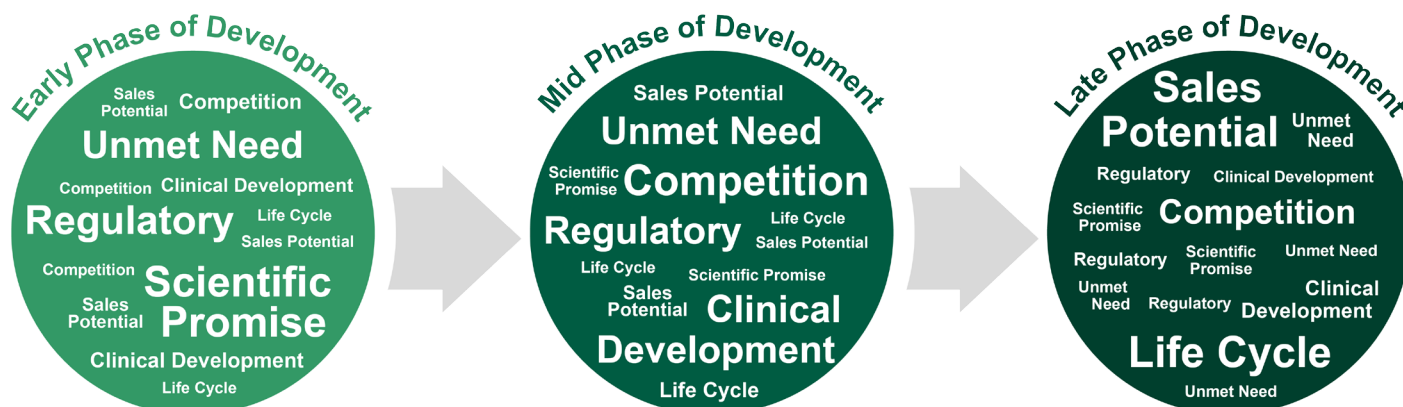 Early Phase of Development
Sales
Potential
Competition
Unmet Need
Competition
Clinical Development
Regulatory
Life Cycle
Sales Potential
Competition
Scientific
Promise
Sales
Potential
Clinical Development
Life Cycle
Mid Phase of Development
Sales Potential
Unmet Need
Scientific
Promise
Competition
Regulatory
Life Cycle
Sales Potential
Life Cycle
Scientific Promise
Sales
Potential
Clinical
Development
Life Cycle
Late Phase of Development
Sales
Potential
Unmet
Need
Regulatory
Clinical Development
Scientific
Promise
Competition
Regulatory
Scientific
Promise
Unmet Need
Unmet
Need
Regulatory
Clinical
Development
Life Cycle
Unmet Need